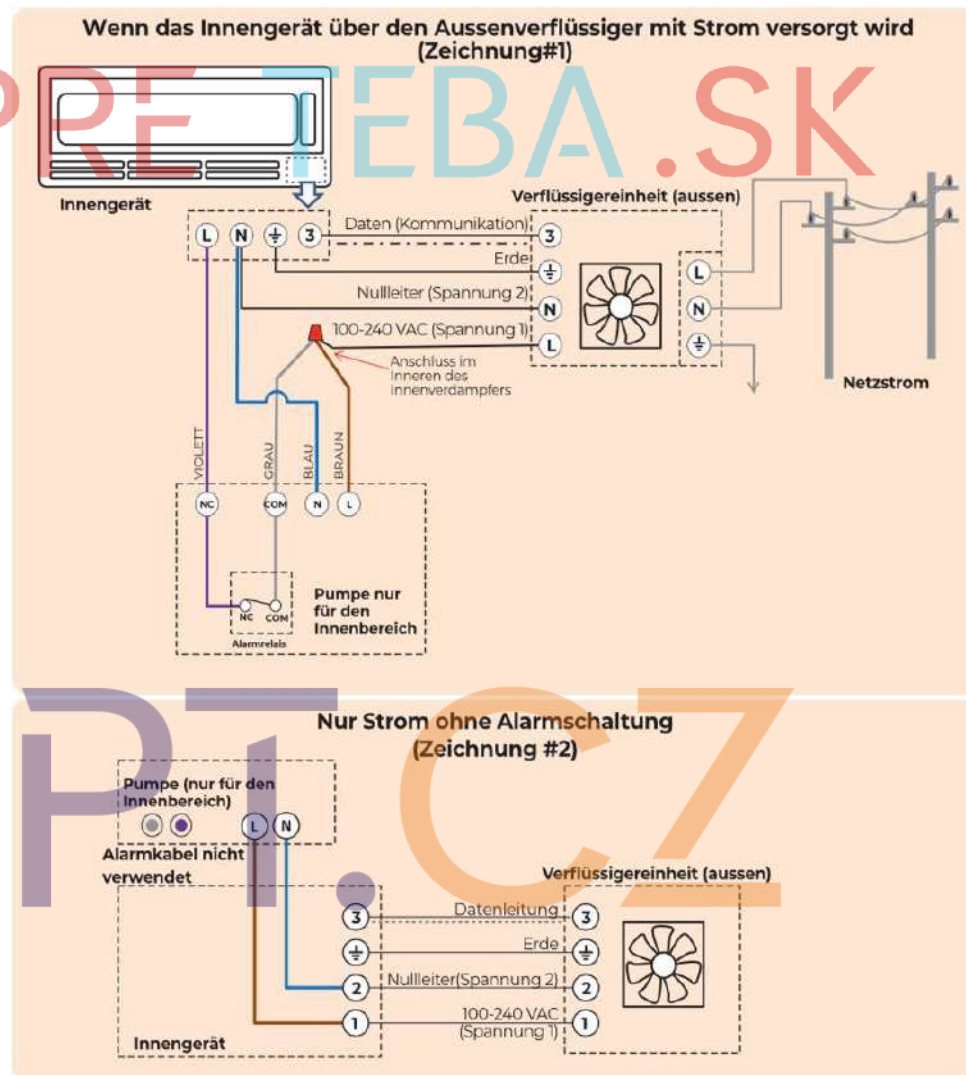 Wenn das Innengerät über den Aussenverflüssiger mit Strom versorgt wird
(Zeichnung#1)
PRE TEBA.SK
Innengerät
Verflüssigereinheit (aussen)
L N 3
Daten (Kommunikation)
3
Erde
L
Nullleiter (Spannung 2)
N
N
100-240 VAC (Spannung 1)
L
Anschluss im
Inneren des
Innenverdampfers
Netzstrom
VIOLETT
GRAU
BLAU
BRAUN
NC COM N L
NC COM
Alarmrelais
Pumpe nur
für den
Innenbereich
Nur Strom ohne Alarmschaltung
(Zeichnung #2)
PT.CZ
Pumpe (nur für den
Innenbereich)
L N
Alarmkabel nicht
verwendet
Verflüssigereinheit (aussen)
3 Datenleitung 3
Erde
2 Nullleiter(Spannung 2) 2
1 100-240 VAC 1
(Spannung 1)
Innengerät